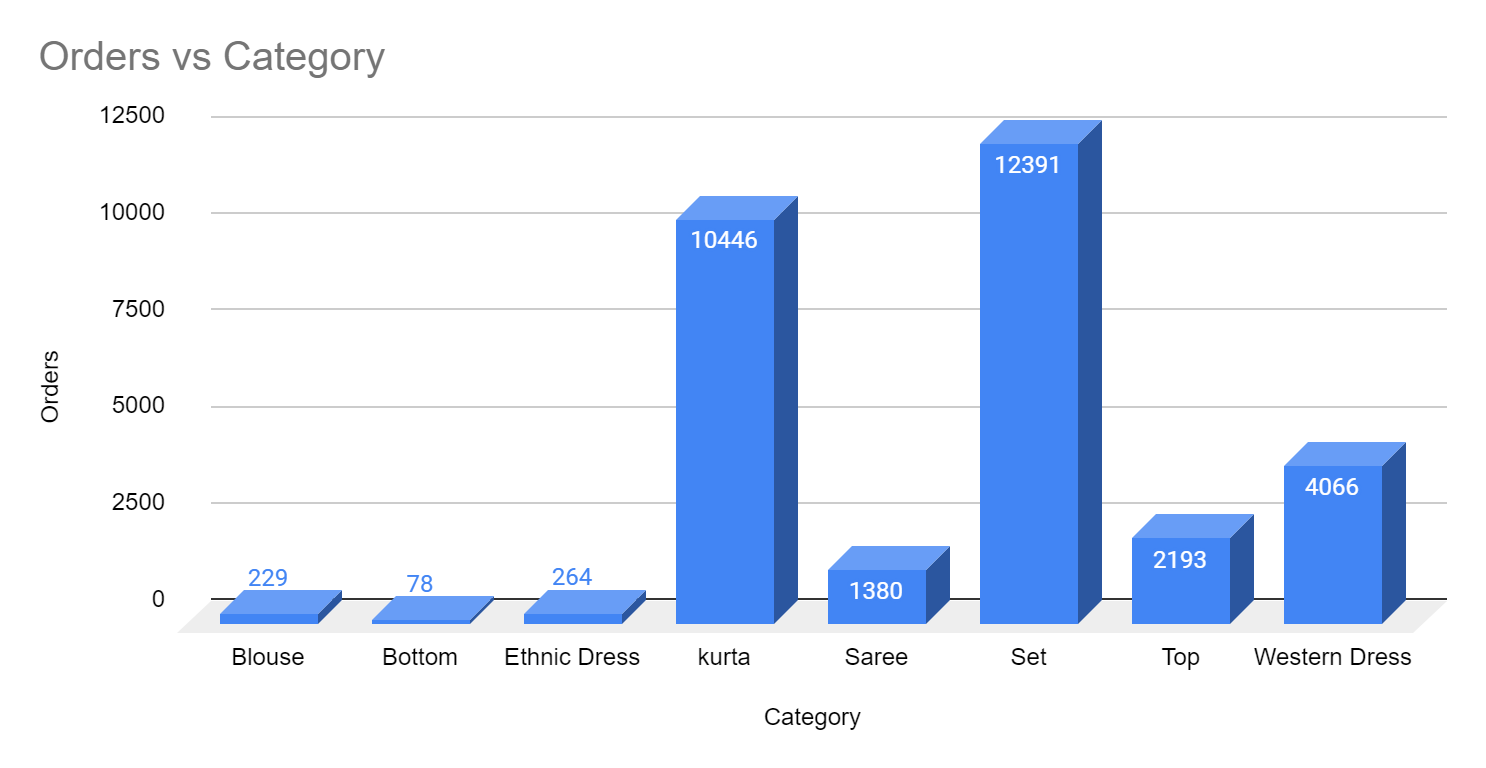 Orders vs Category
12500
10000
7500
5000
2500
0
Orders
229
78
264
10446
1380
12391
2193
4066
Blouse
Bottom
Ethnic Dress
kurta
Saree
Set
Top
Western Dress
Category